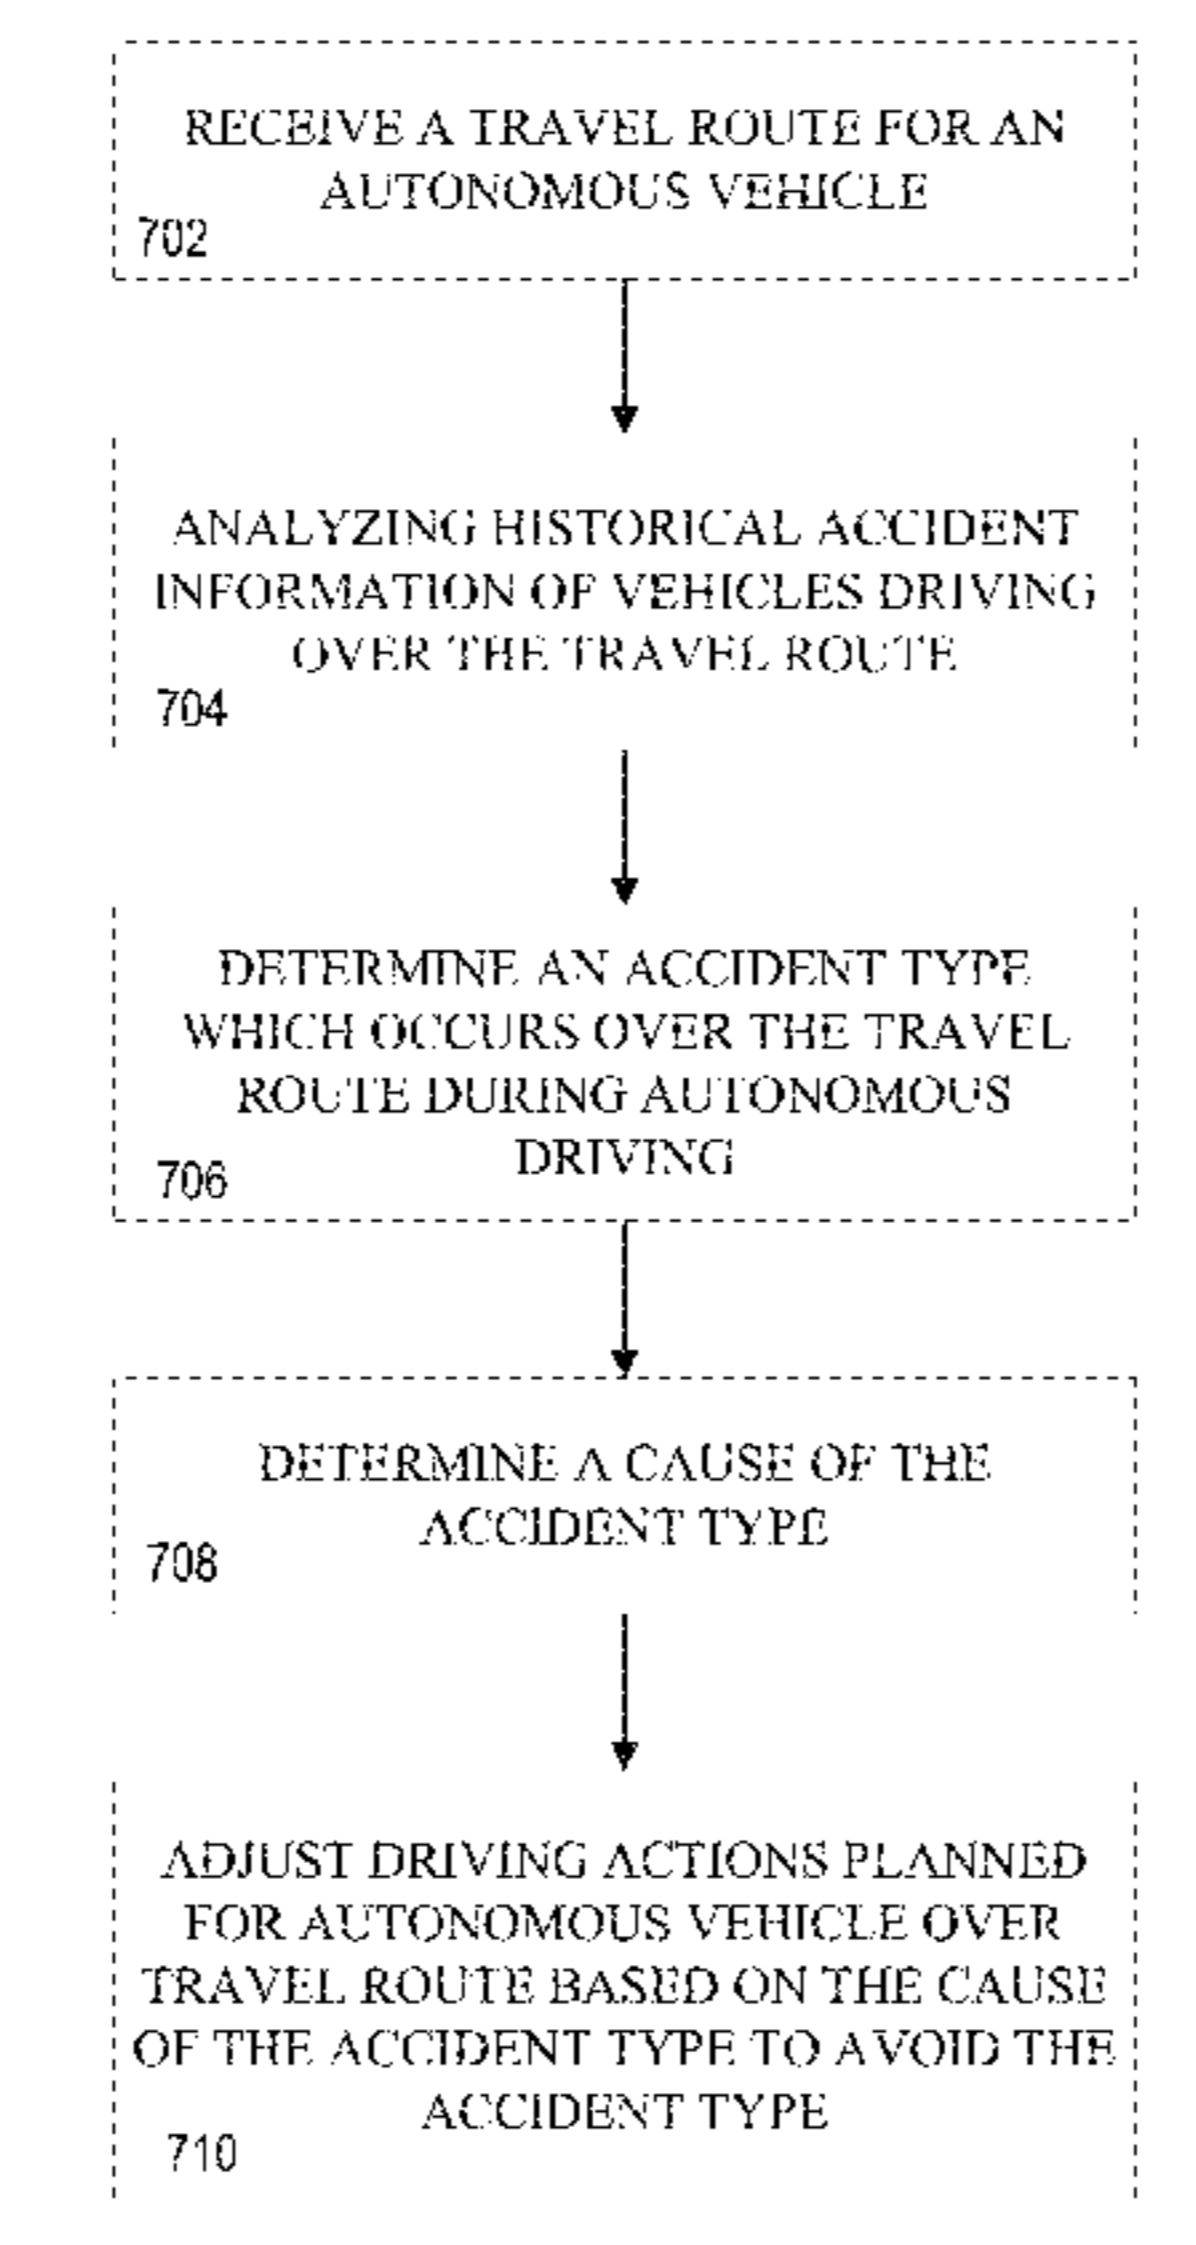 RECEIVE A TRAVEL ROUTE FOR AN
AUTONOMOUS VEHICLE
702
ANALYZING HISTORICAL ACCIDENT
INFORMATION OF VEHICLES DRIVING
OVER THE TRAVEL ROUTE
704
DETERMINE AN ACCIDENT TYPE
WHICH OCCURS OVER THE TRAVEL
ROUTE DURING AUTONOMOUS
DRIVING
706
DETERMINE A CAUSE OF THE
ACCIDENT TYPE
708
ADJUST DRIVING ACTIONS PLANNED
FOR AUTONOMOUS VEHICLE OVER
TRAVEL ROUTE BASED ON THE CAUSE
OF THE ACCIDENT TYPE TO AVOID THE
ACCIDENT TYPE
710